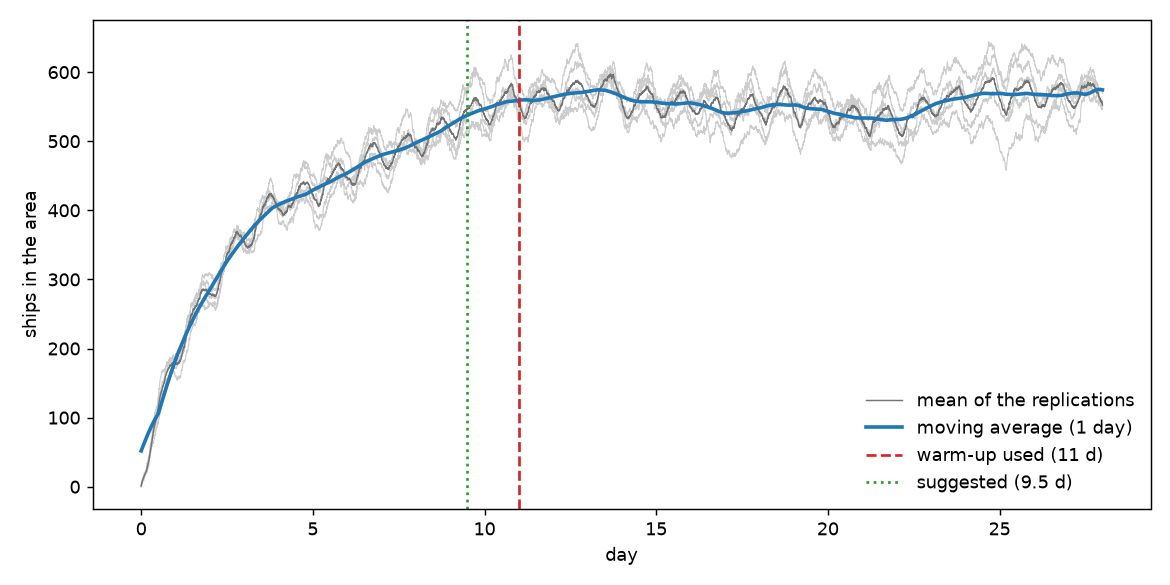 600
500
400
300
200
100
0
ships in the area
0 5 10 15 20 25
day
mean of the replications
moving average (1 day)
warm-up used (11 d)
suggested (9.5 d)